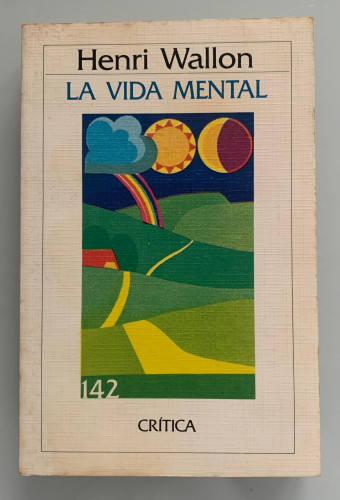 Henri Wallon
LA VIDA MENTAL
142
CRÍTICA